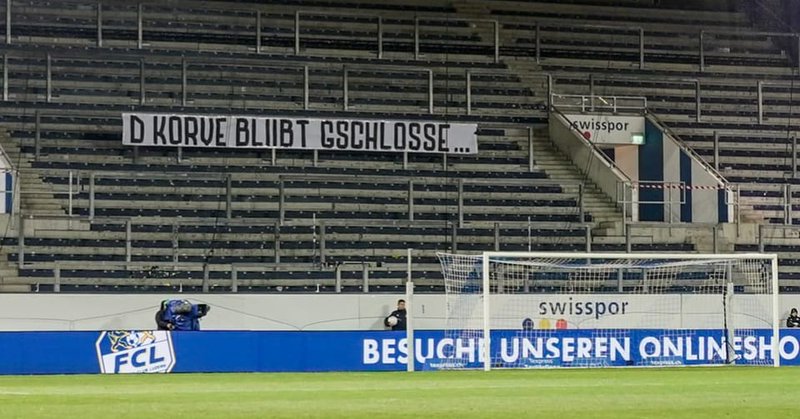 D KORVE BLIIBT GSCHLOSSE...
swisspor
swisspor
FCL
BESUCHE UNSEREN ONLINESHO